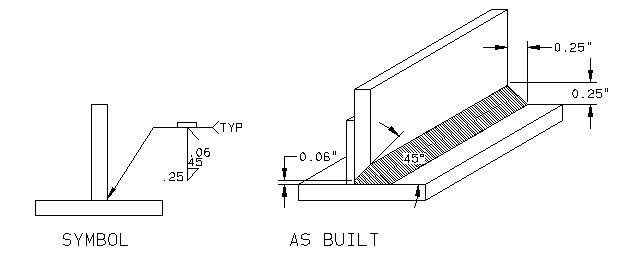 TYP
.06
45
.25
SYMBOL
0.25"
0.25"
0.06"
45°
AS BUILT